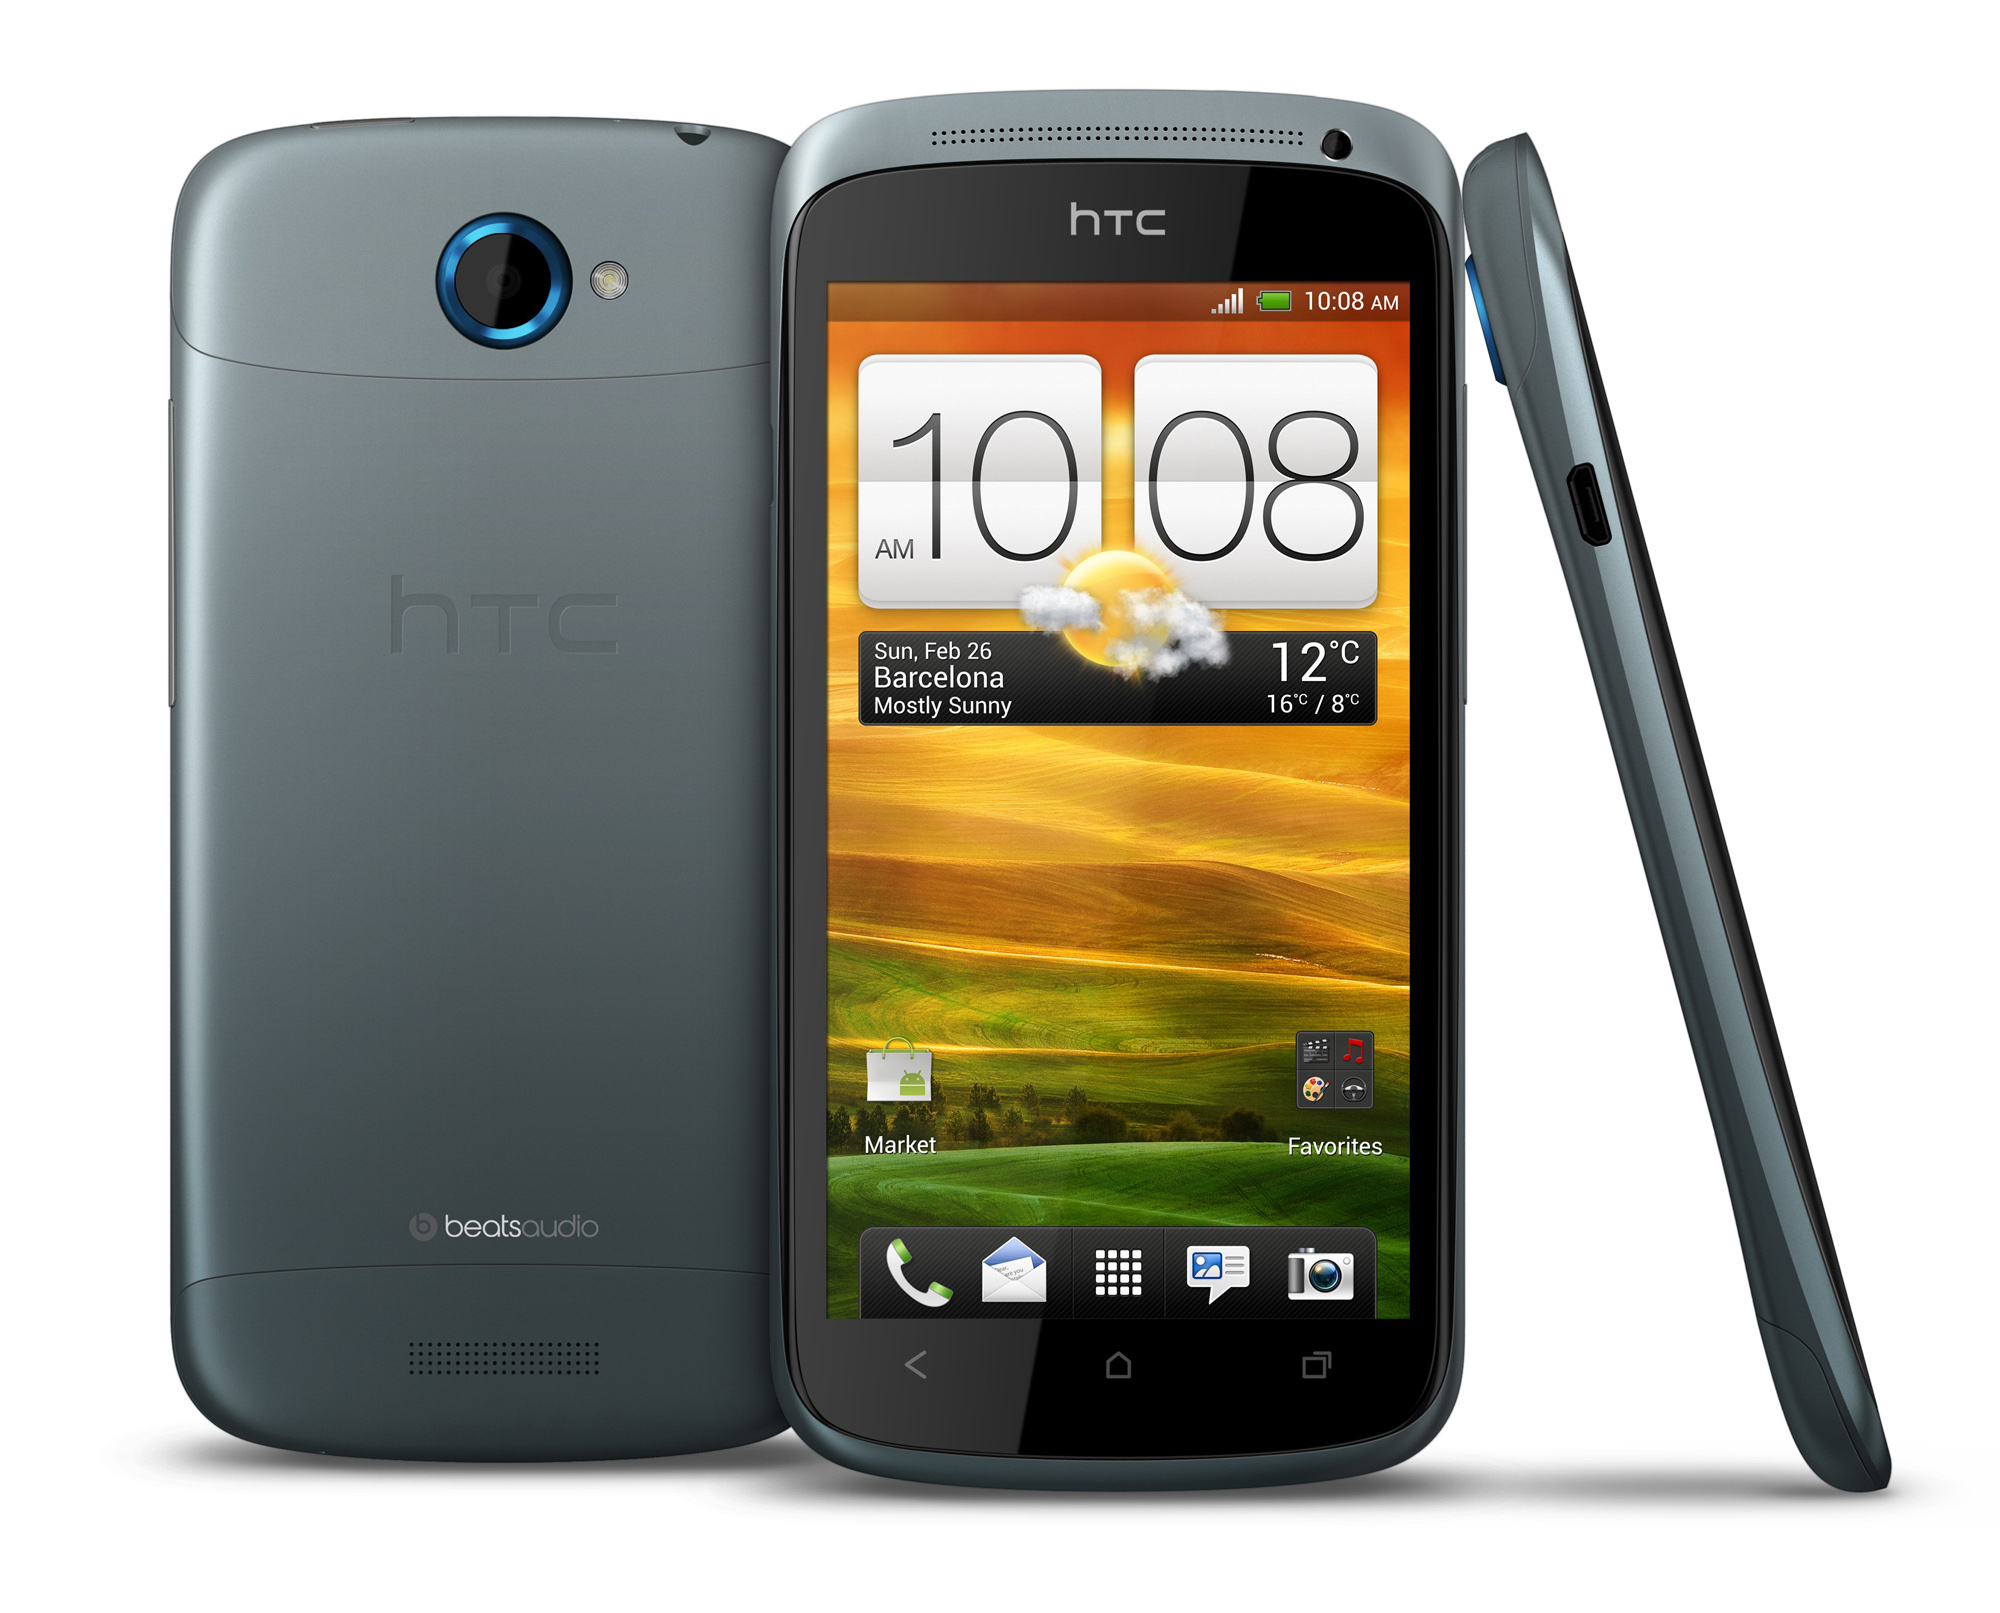 htc
beatsaudio
htc
10:08 AM
AM 10 08
Sun, Feb 26
Barcelona
Mostly Sunny
12°C
16°C / 8°C
Market
Favorites